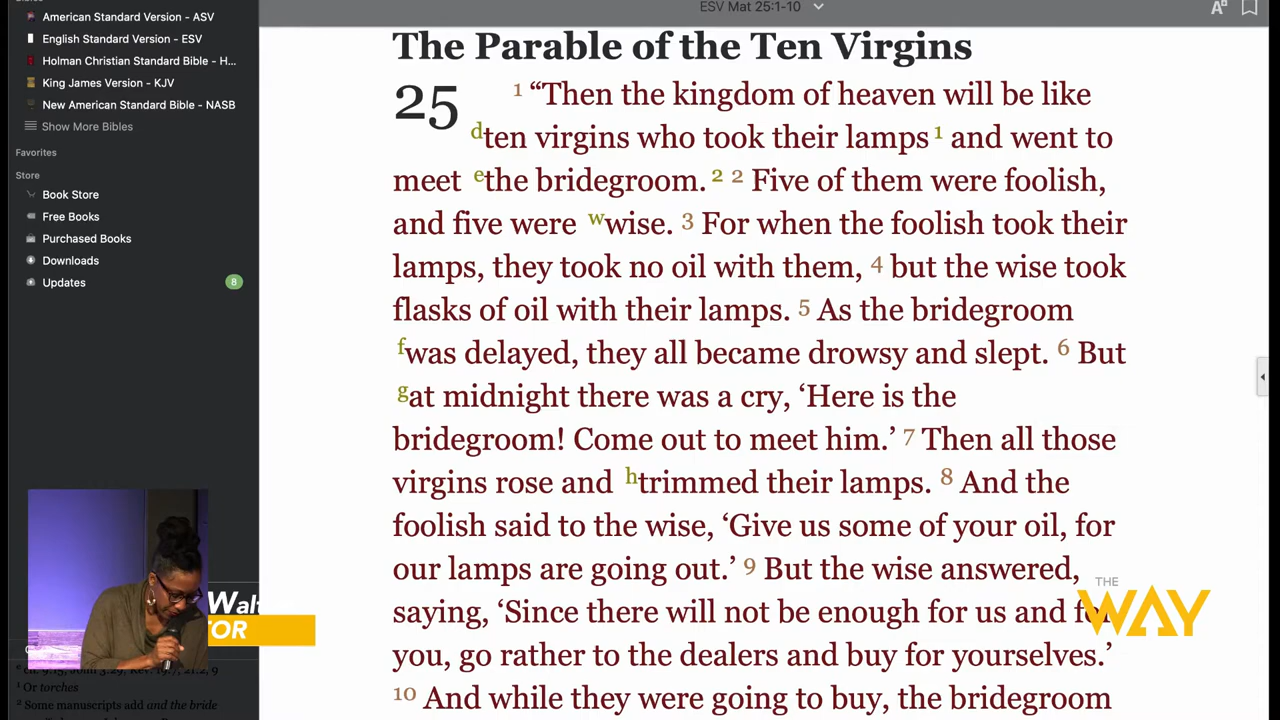 ESV Mat 25:1-10
American Standard Version - ASV
English Standard Version - ESV
Holman Christian Standard Bible - H...
King James Version - KJV
New American Standard Bible - NASB
Show More Bibles
Favorites
Store
Book Store
Free Books
Purchased Books
Downloads
Updates 8
The Parable of the Ten Virgins
25 1 “Then the kingdom of heaven will be like
d ten virgins who took their lamps 1 and went to
meet e the bridegroom. 2 2 Five of them were foolish,
and five were w wise. 3 For when the foolish took their
lamps, they took no oil with them, 4 but the wise took
flasks of oil with their lamps. 5 As the bridegroom
f was delayed, they all became drowsy and slept. 6 But
g at midnight there was a cry, ‘Here is the
bridegroom! Come out to meet him.’ 7 Then all those
virgins rose and h trimmed their lamps. 8 And the
foolish said to the wise, ‘Give us some of your oil, for
our lamps are going out.’ 9 But the wise answered,
saying, ‘Since there will not be enough for us and for
you, go rather to the dealers and buy for yourselves.’
10 And while they were going to buy, the bridegroom
THE
WAY
1 Or torches
2 Some manuscripts add and the bride